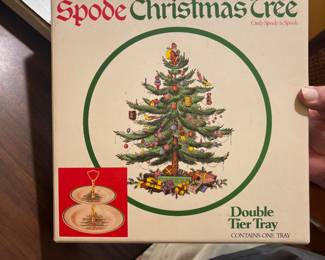 Spode Christmas Tree
Only Spode is Spode
Double
Tier Tray
CONTAINS ONE TRAY